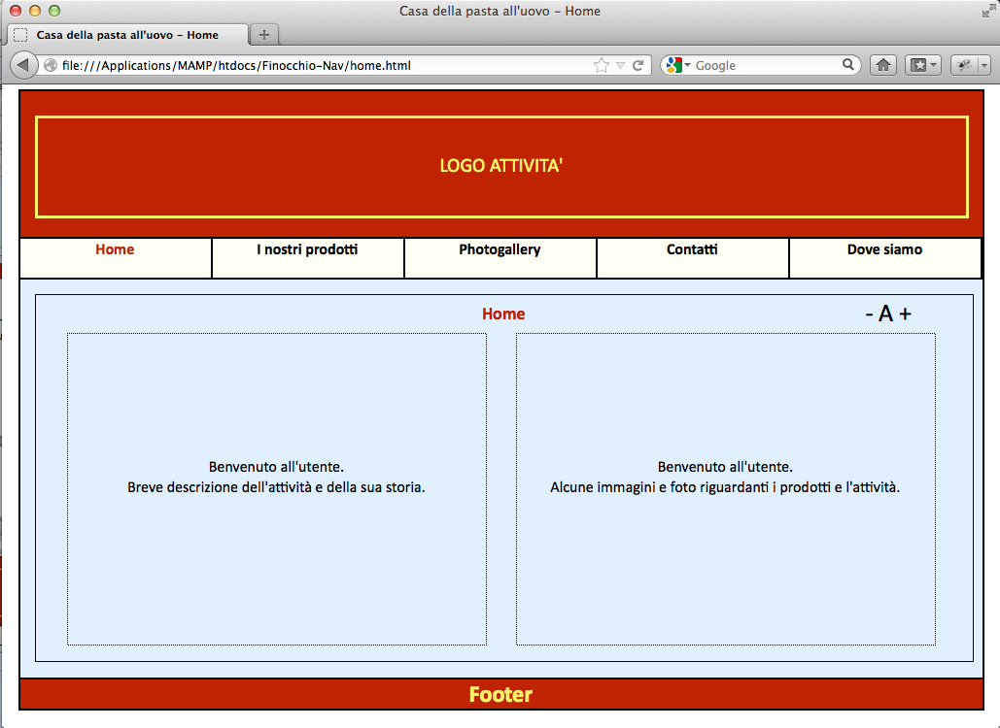 Casa della pasta all'uovo – Home
Casa della pasta all'uovo – Home
file:///Applications/MAMP/htdocs/Finocchio-Nav/home.html
Google
LOGO ATTIVITA'
Home
I nostri prodotti
Photogallery
Contatti
Dove siamo
Home
- A +
Benvenuto all'utente.
Breve descrizione dell'attività e della sua storia.
Benvenuto all'utente.
Alcune immagini e foto riguardanti i prodotti e l'attività.
Footer